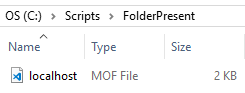 OS (C:) > Scripts > FolderPresent
Name Type Size
localhost MOF File 2 KB